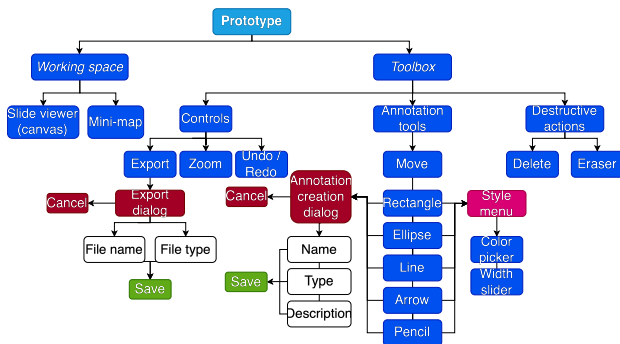 Prototype
Working space
Toolbox
Slide viewer
(canvas)
Mini-map
Controls
Annotation
tools
Destructive
actions
Export
Zoom
Undo /
Redo
Move
Delete
Eraser
Cancel
Export
dialog
Cancel
Annotation
creation
dialog
Rectangle
Style
menu
File name
File type
Name
Ellipse
Color
picker
Save
Save
Type
Line
Width
slider
Description
Arrow
Pencil